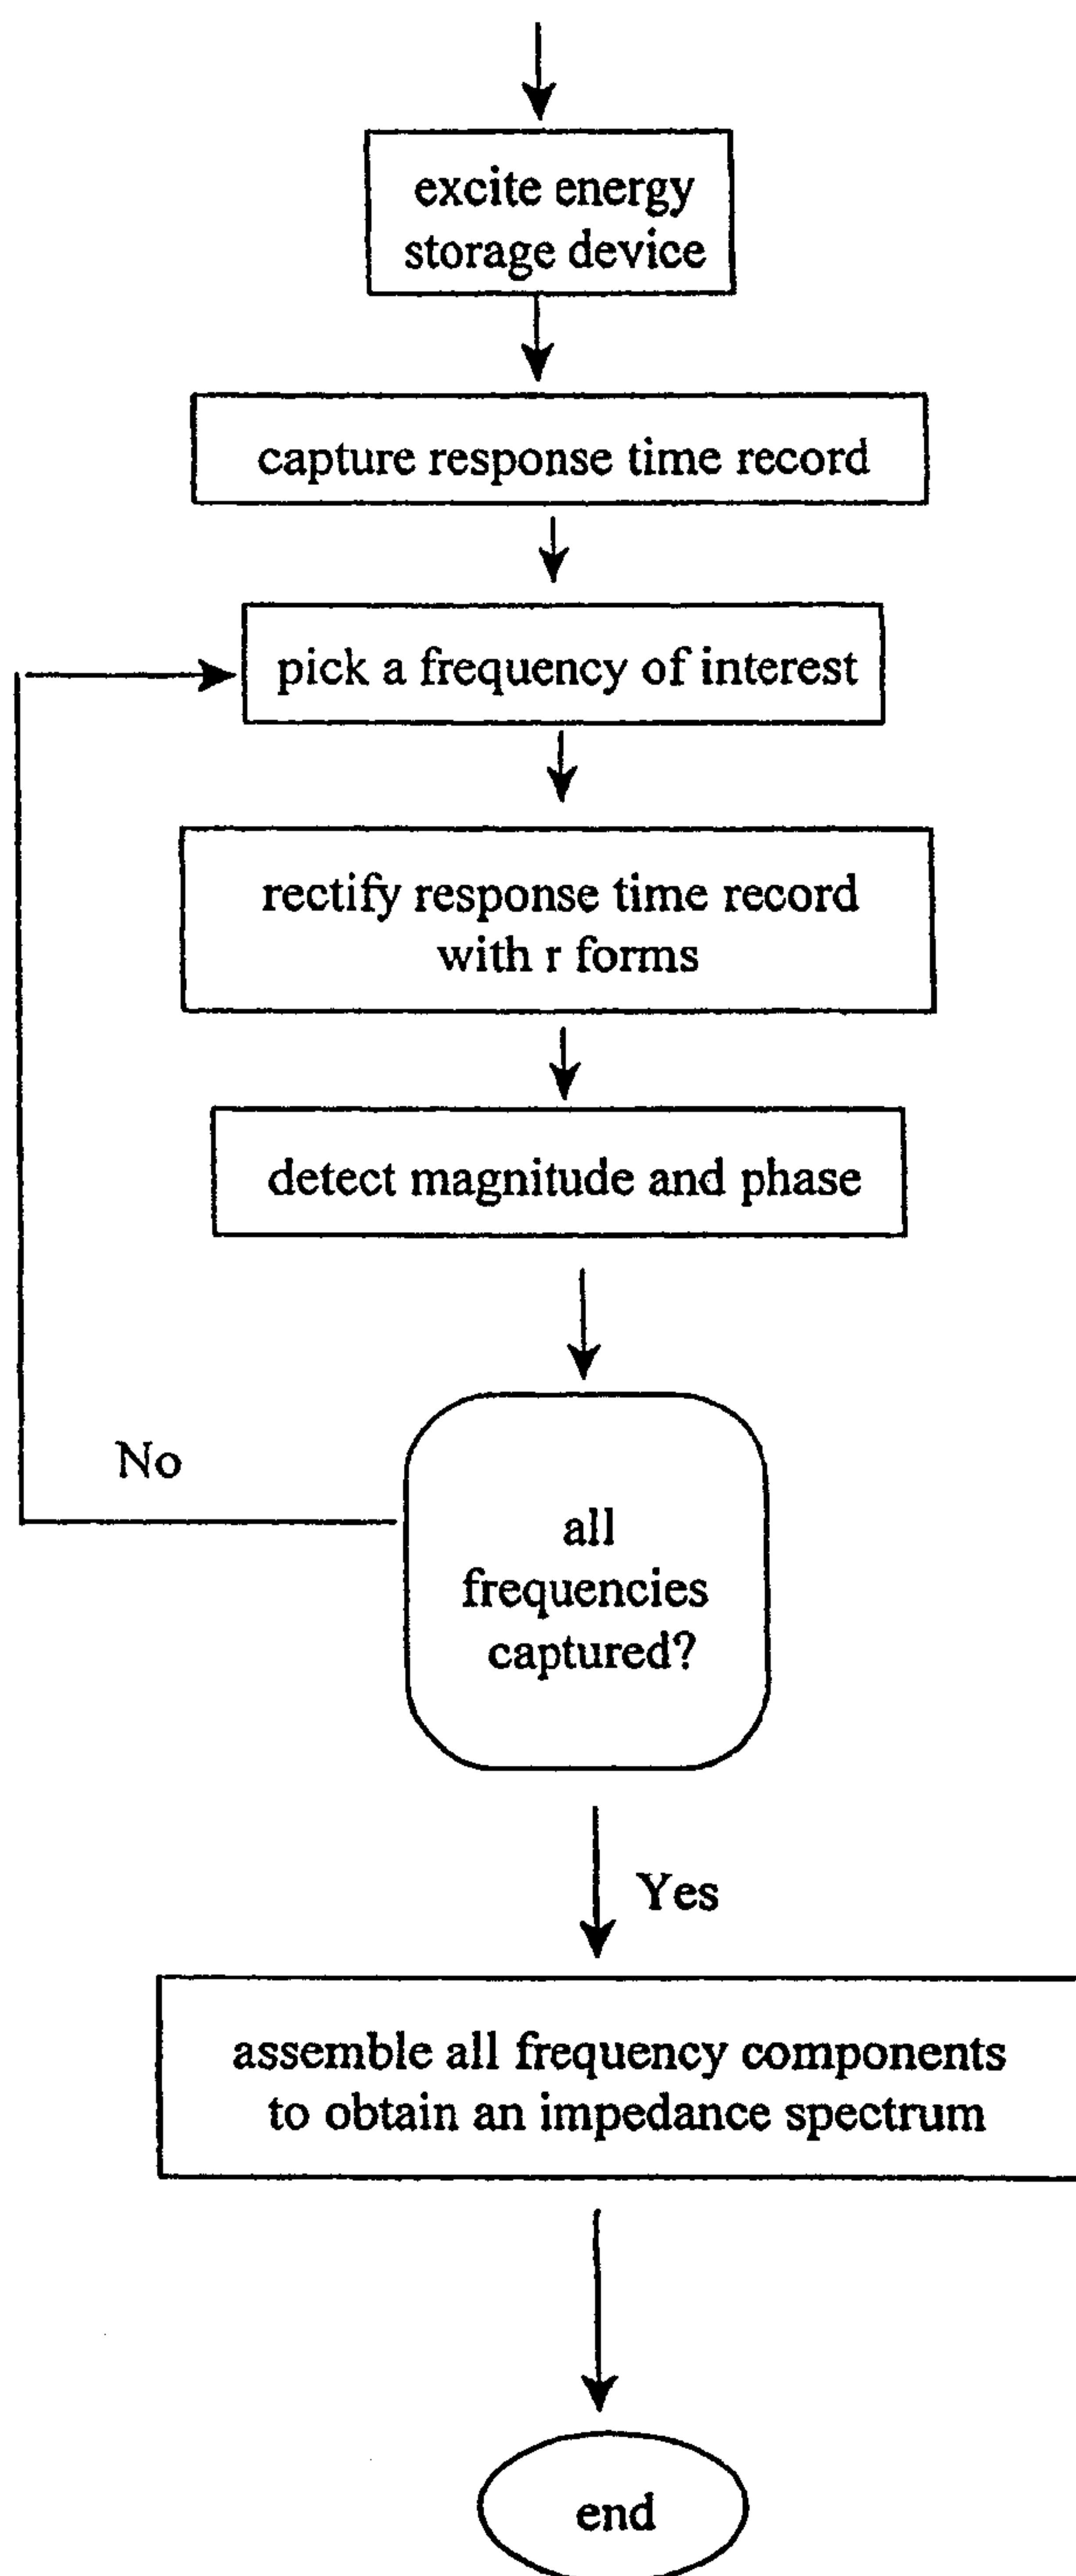 excite energy
storage device
capture response time record
pick a frequency of interest
rectify response time record
with r forms
detect magnitude and phase
No
all
frequencies
captured?
Yes
assemble all frequency components
to obtain an impedance spectrum
end